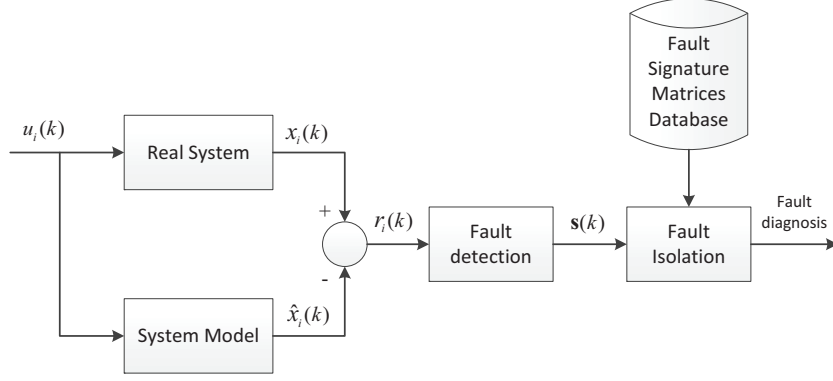 Fault
Signature
Matrices
Database
u_i(k)
Real System
x_i(k)
+
r_i(k)
Fault
detection
s(k)
Fault
Isolation
Fault
diagnosis
-
System Model
x̂_i(k)